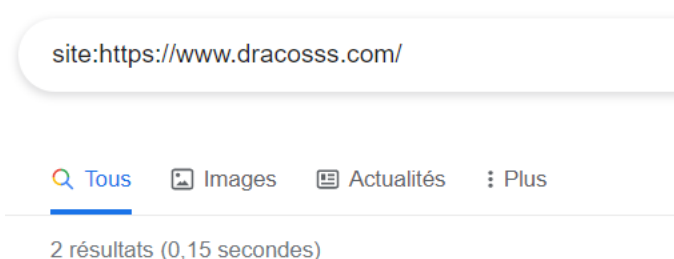 site:https://www.dracosss.com/
Tous Images Actualités Plus
2 résultats (0,15 secondes)